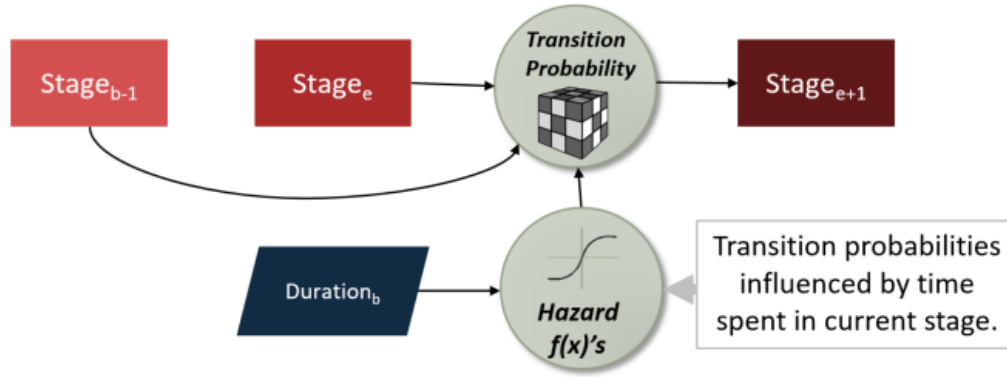 Stage_b-1
Stage_e
Transition
Probability
Stage_e+1
Duration_b
Hazard
f(x)'s
Transition probabilities
influenced by time
spent in current stage.